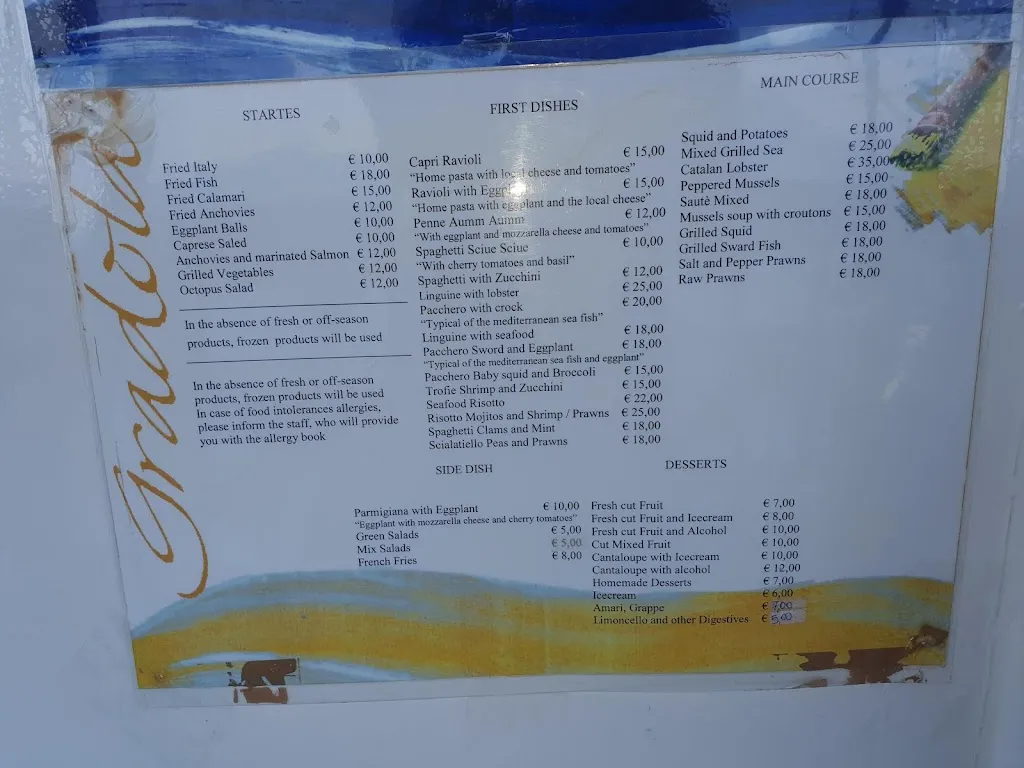 Gradola
STARTES
Fried Italy € 10,00
Fried Fish € 18,00
Fried Calamari € 15,00
Fried Anchovies € 12,00
Eggplant Balls € 10,00
Caprese Saled € 10,00
Anchovies and marinated Salmon € 12,00
Grilled Vegetables € 12,00
Octopus Salad € 12,00
In the absence of fresh or off-season
products, frozen products will be used
In the absence of fresh or off-season
products, frozen products will be used
In case of food intolerances allergies,
please inform the staff, who will provide
you with the allergy book
FIRST DISHES
Capri Ravioli € 15,00
“Home pasta with local cheese and tomatoes”
Ravioli with € 15,00
“Home pasta with eggplant and the local cheese”
Penne Aumm Aumm € 12,00
“With eggplant and mozzarella cheese and tomatoes”
Spaghetti Sciue Sciue € 10,00
“With cherry tomatoes and basil”
Spaghetti with Zucchini € 12,00
Linguine with lobster € 25,00
Pacchero with crock € 20,00
“Typical of the mediterranean sea fish”
Linguine with seafood € 18,00
Pacchero Sword and Eggplant € 18,00
“Typical of the mediterranean sea fish and eggplant”
Pacchero Baby squid and Broccoli € 15,00
Trofie Shrimp and Zucchini € 15,00
Seafood Risotto € 22,00
Risotto Mojitos and Shrimp / Prawns € 25,00
Spaghetti Clams and Mint € 18,00
Scialatiello Peas and Prawns € 18,00
MAIN COURSE
Squid and Potatoes € 18,00
Mixed Grilled Sea € 25,00
Catalan Lobster € 35,00
Peppered Mussels € 15,00
Sautè Mixed € 18,00
Mussels soup with croutons € 15,00
Grilled Squid € 18,00
Grilled Sward Fish € 18,00
Salt and Pepper Prawns € 18,00
Raw Prawns € 18,00
SIDE DISH
Parmigiana with Eggplant € 10,00
“Eggplant with mozzarella cheese and cherry tomatoes”
Green Salads € 5,00
Mix Salads € 5,00
French Fries € 8,00
DESSERTS
Fresh cut Fruit € 7,00
Fresh cut Fruit and Icecream € 8,00
Fresh cut Fruit and Alcohol € 10,00
Cut Mixed Fruit € 10,00
Cantaloupe with Icecream € 10,00
Cantaloupe with alcohol € 12,00
Homemade Desserts € 7,00
Icecream € 6,00
Amari, Grappe € 7,00
Limoncello and other Digestives € 5,00